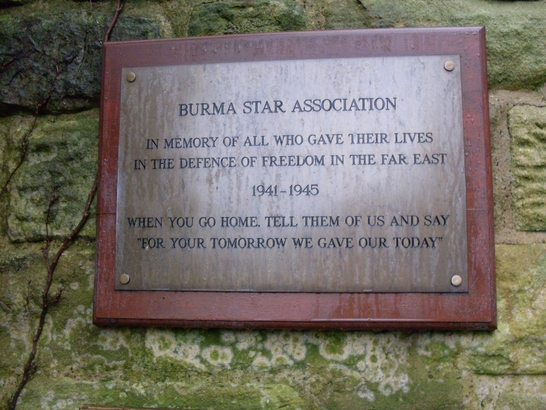 BURMA STAR ASSOCIATION
IN MEMORY OF ALL WHO GAVE THEIR LIVES
IN THE DEFENCE OF FREEDOM IN THE FAR EAST
1941-1945
WHEN YOU GO HOME, TELL THEM OF US AND SAY
"FOR YOUR TOMORROW WE GAVE OUR TODAY"